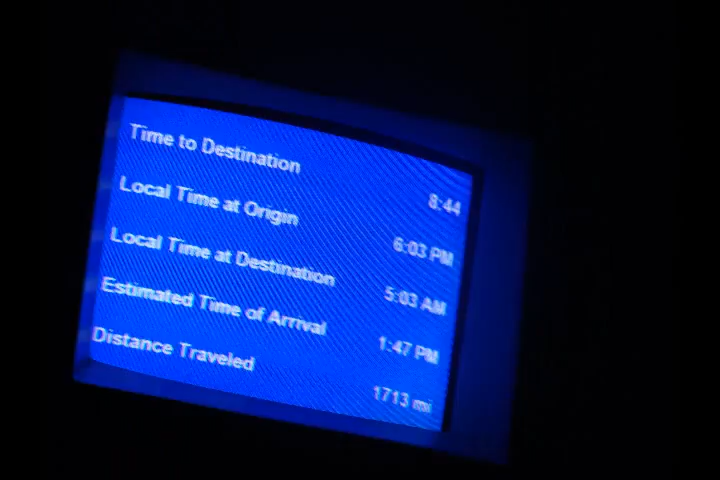 Time to Destination 8:44
Local Time at Origin 6:03 PM
Local Time at Destination 5:03 AM
Estimated Time of Arrival 1:47 PM
Distance Traveled 1713 mi